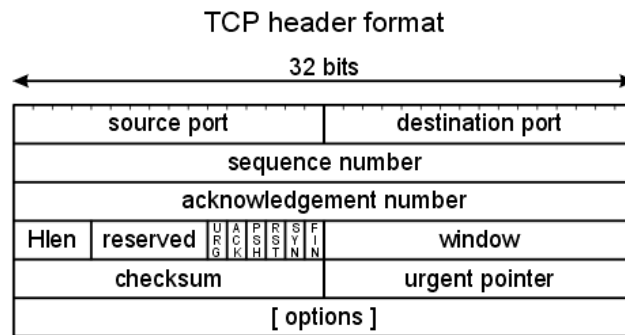 TCP header format
32 bits
source port destination port
sequence number
acknowledgement number
Hlen reserved URG ACK PSH RST SYN FIN window
checksum urgent pointer
[ options ]